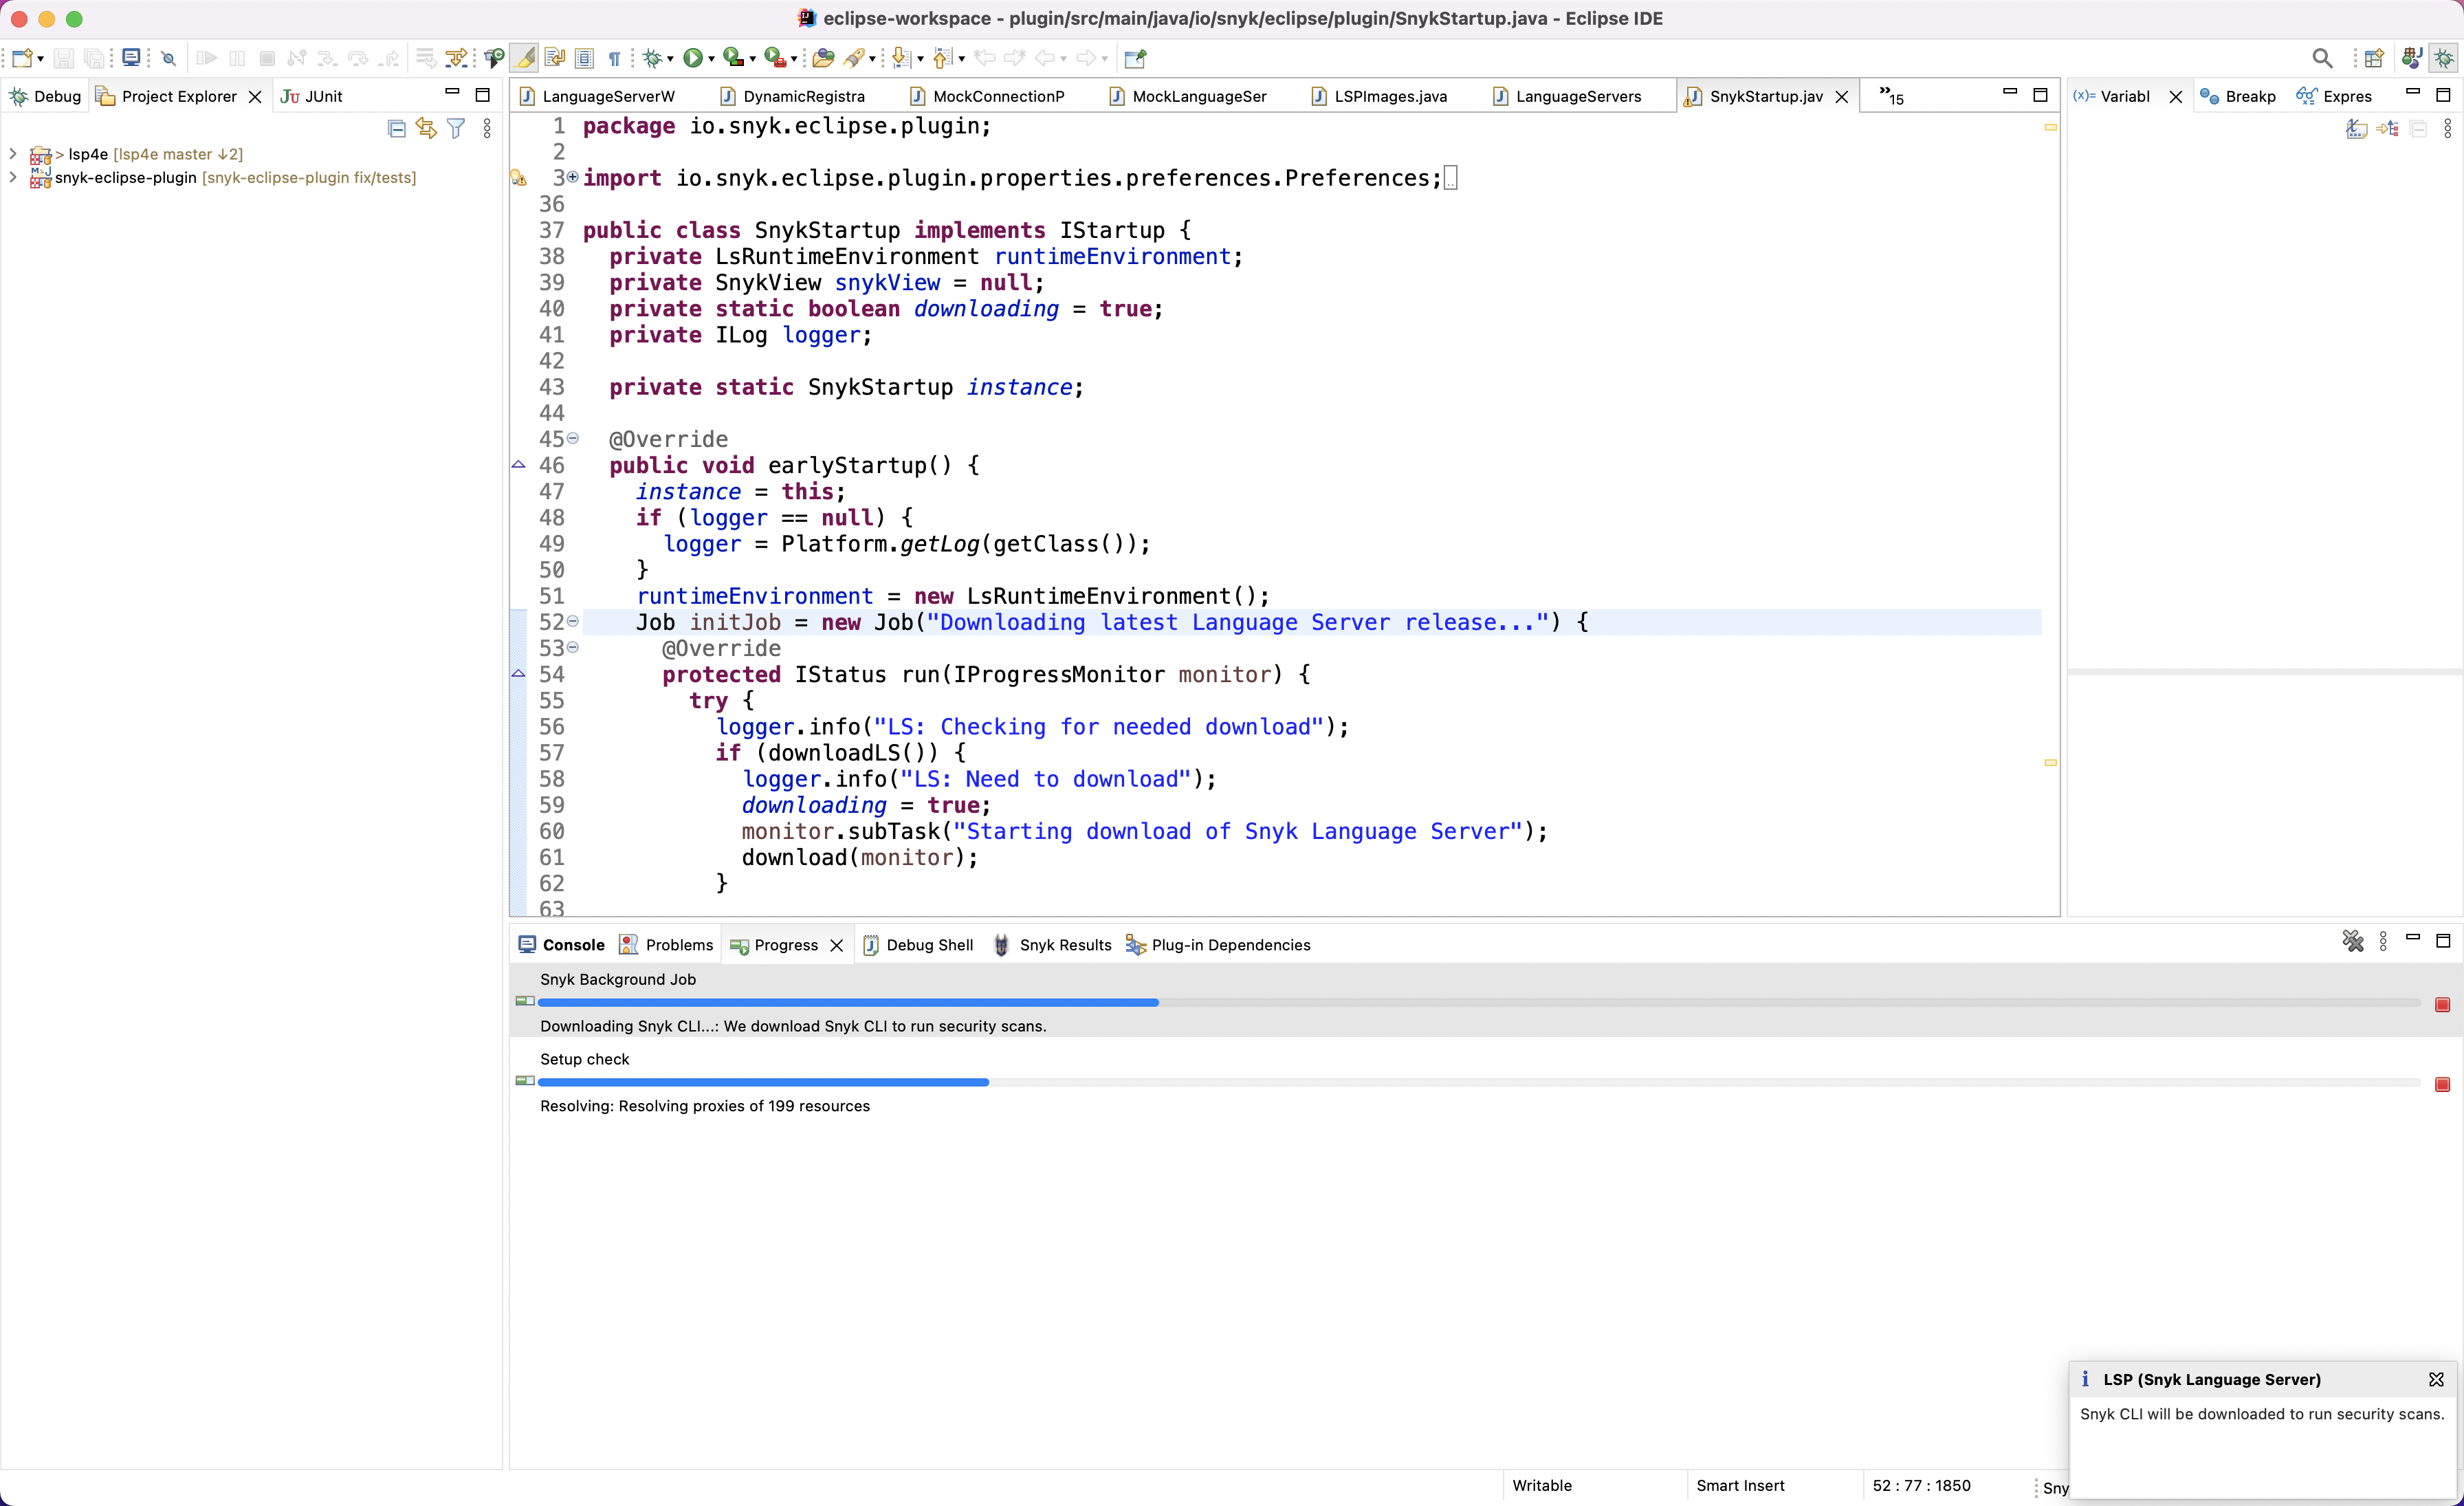 eclipse-workspace - plugin/src/main/java/io/snyk/eclipse/plugin/SnykStartup.java - Eclipse IDE
Debug
Project Explorer
JUnit
> lsp4e [lsp4e master ↓2]
snyk-eclipse-plugin [snyk-eclipse-plugin fix/tests]
LanguageServerW
DynamicRegistra
MockConnectionP
MockLanguageSer
LSPImages.java
LanguageServers
SnykStartup.jav
»15
1 package io.snyk.eclipse.plugin;
2
3 import io.snyk.eclipse.plugin.properties.preferences.Preferences;
36
37 public class SnykStartup implements IStartup {
38 private LsRuntimeEnvironment runtimeEnvironment;
39 private SnykView snykView = null;
40 private static boolean downloading = true;
41 private ILog logger;
42
43 private static SnykStartup instance;
44
45 @Override
46 public void earlyStartup() {
47 instance = this;
48 if (logger == null) {
49 logger = Platform.getLog(getClass());
50 }
51 runtimeEnvironment = new LsRuntimeEnvironment();
52 Job initJob = new Job("Downloading latest Language Server release...") {
53 @Override
54 protected IStatus run(IProgressMonitor monitor) {
55 try {
56 logger.info("LS: Checking for needed download");
57 if (downloadLS()) {
58 logger.info("LS: Need to download");
59 downloading = true;
60 monitor.subTask("Starting download of Snyk Language Server");
61 download(monitor);
62 }
63
(x)= Variabl
Breakp
Expres
Console
Problems
Progress
Debug Shell
Snyk Results
Plug-in Dependencies
Snyk Background Job
Downloading Snyk CLI...: We download Snyk CLI to run security scans.
Setup check
Resolving: Resolving proxies of 199 resources
LSP (Snyk Language Server)
Snyk CLI will be downloaded to run security scans.
Writable
Smart Insert
52 : 77 : 1850
Sny